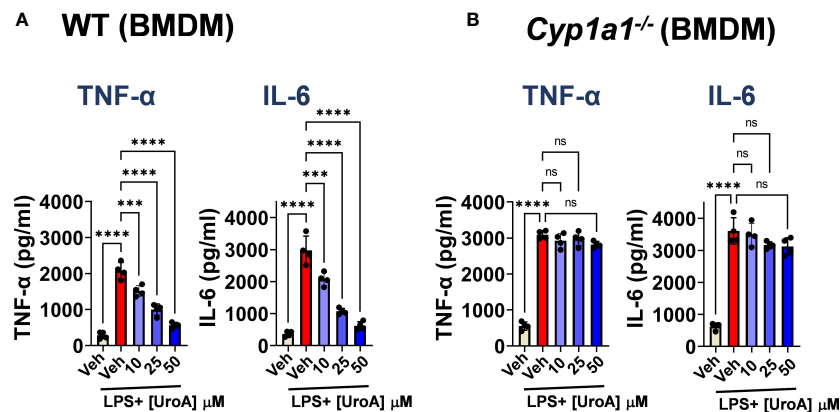 A
WT (BMDM)
TNF-α
IL-6
TNF-α (pg/ml)
4000
3000
2000
1000
0
****
***
****
****
Veh
Veh
10
25
50
LPS+ [UroA] μM
IL-6 (pg/ml)
4000
3000
2000
1000
0
****
***
****
****
Veh
Veh
10
25
50
LPS+ [UroA] μM
B
Cyp1a1-/- (BMDM)
TNF-α
IL-6
TNF-α (pg/ml)
4000
3000
2000
1000
0
****
ns
ns
ns
Veh
Veh
10
25
50
LPS+ [UroA] μM
IL-6 (pg/ml)
4000
3000
2000
1000
0
****
ns
ns
ns
Veh
Veh
10
25
50
LPS+ [UroA] μM